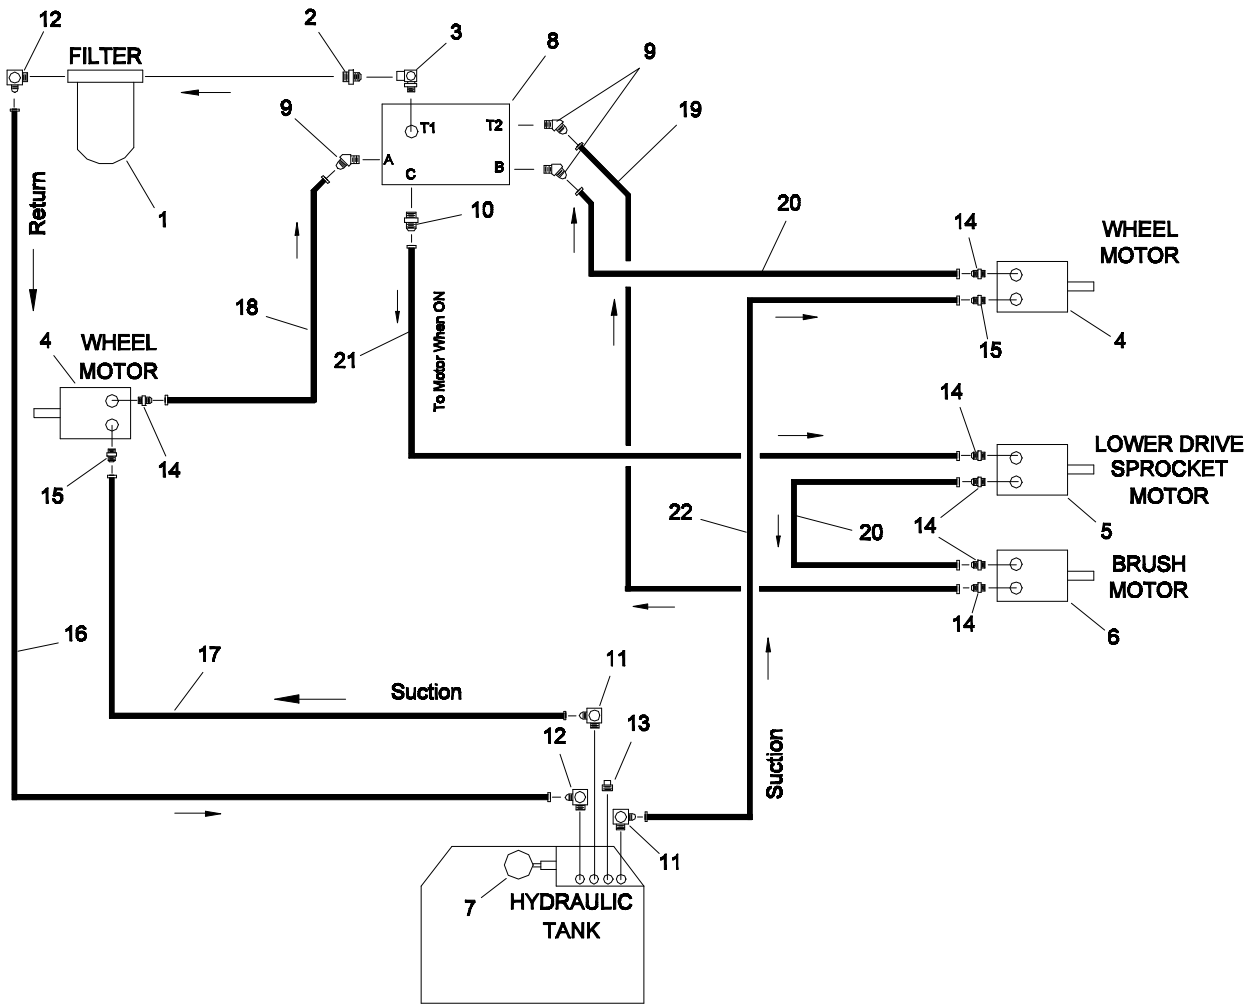 12
FILTER
2
3
8
9
9
19
T1
T2
A
B
C
1
10
Return
20
14
WHEEL
MOTOR
18
21
To Motor When ON
15
4
4
WHEEL
MOTOR
14
15
14
LOWER DRIVE
SPROCKET
MOTOR
22
20
14
5
BRUSH
MOTOR
14
6
16
17
Suction
11
12
13
Suction
11
7
HYDRAULIC
TANK